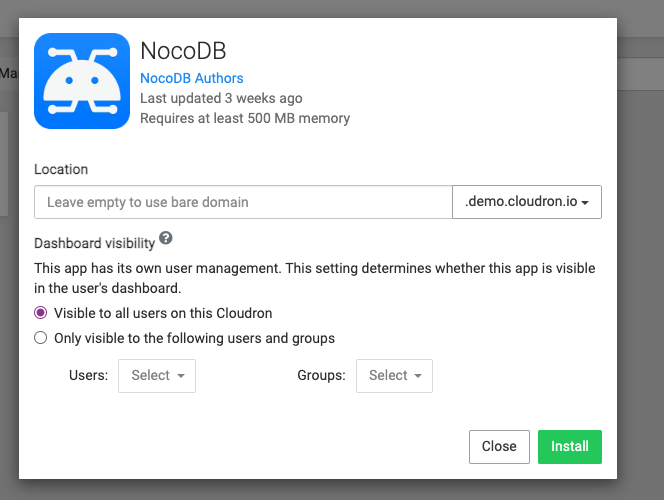 NocoDB
NocoDB Authors
Last updated 3 weeks ago
Requires at least 500 MB memory
Location
Leave empty to use bare domain
.demo.cloudron.io
Dashboard visibility ?
This app has its own user management. This setting determines whether this app is visible
in the user's dashboard.
Visible to all users on this Cloudron
Only visible to the following users and groups
Users: Select Groups: Select
Close Install